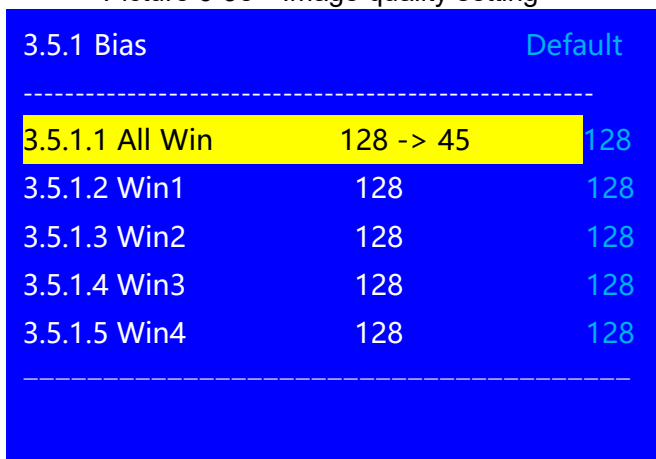 3.5.1 Bias Default
--------------------------------------------------------
3.5.1.1 All Win 128 -> 45 128
3.5.1.2 Win1 128 128
3.5.1.3 Win2 128 128
3.5.1.4 Win3 128 128
3.5.1.5 Win4 128 128